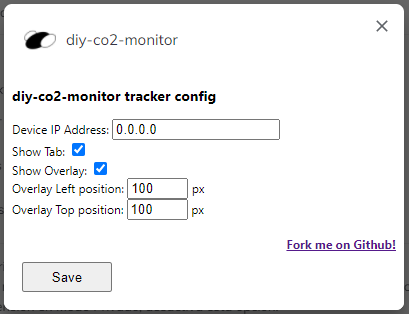 diy-co2-monitor
diy-co2-monitor tracker config
Device IP Address: 0.0.0.0
Show Tab:
Show Overlay:
Overlay Left position: 100 px
Overlay Top position: 100 px
Fork me on Github!
Save